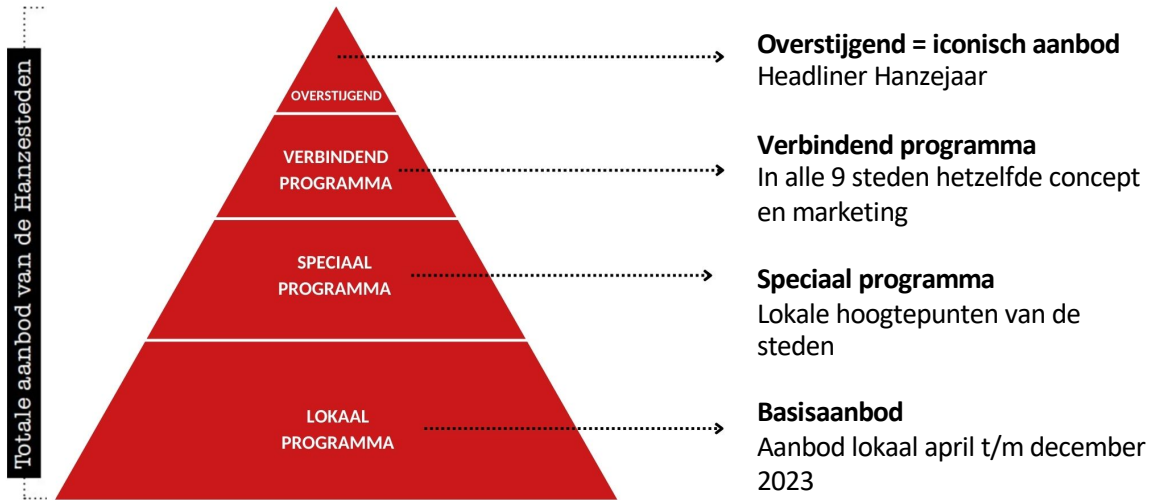 Totale aanbod van de Hanzesteden
OVERSTIJGEND
Overstijgend = iconisch aanbod
Headliner Hanzejaar
VERBINDEND
PROGRAMMA
Verbindend programma
In alle 9 steden hetzelfde concept
en marketing
SPECIAAL
PROGRAMMA
Speciaal programma
Lokale hoogtepunten van de
steden
LOKAAL
PROGRAMMA
Basisaanbod
Aanbod lokaal april t/m december
2023